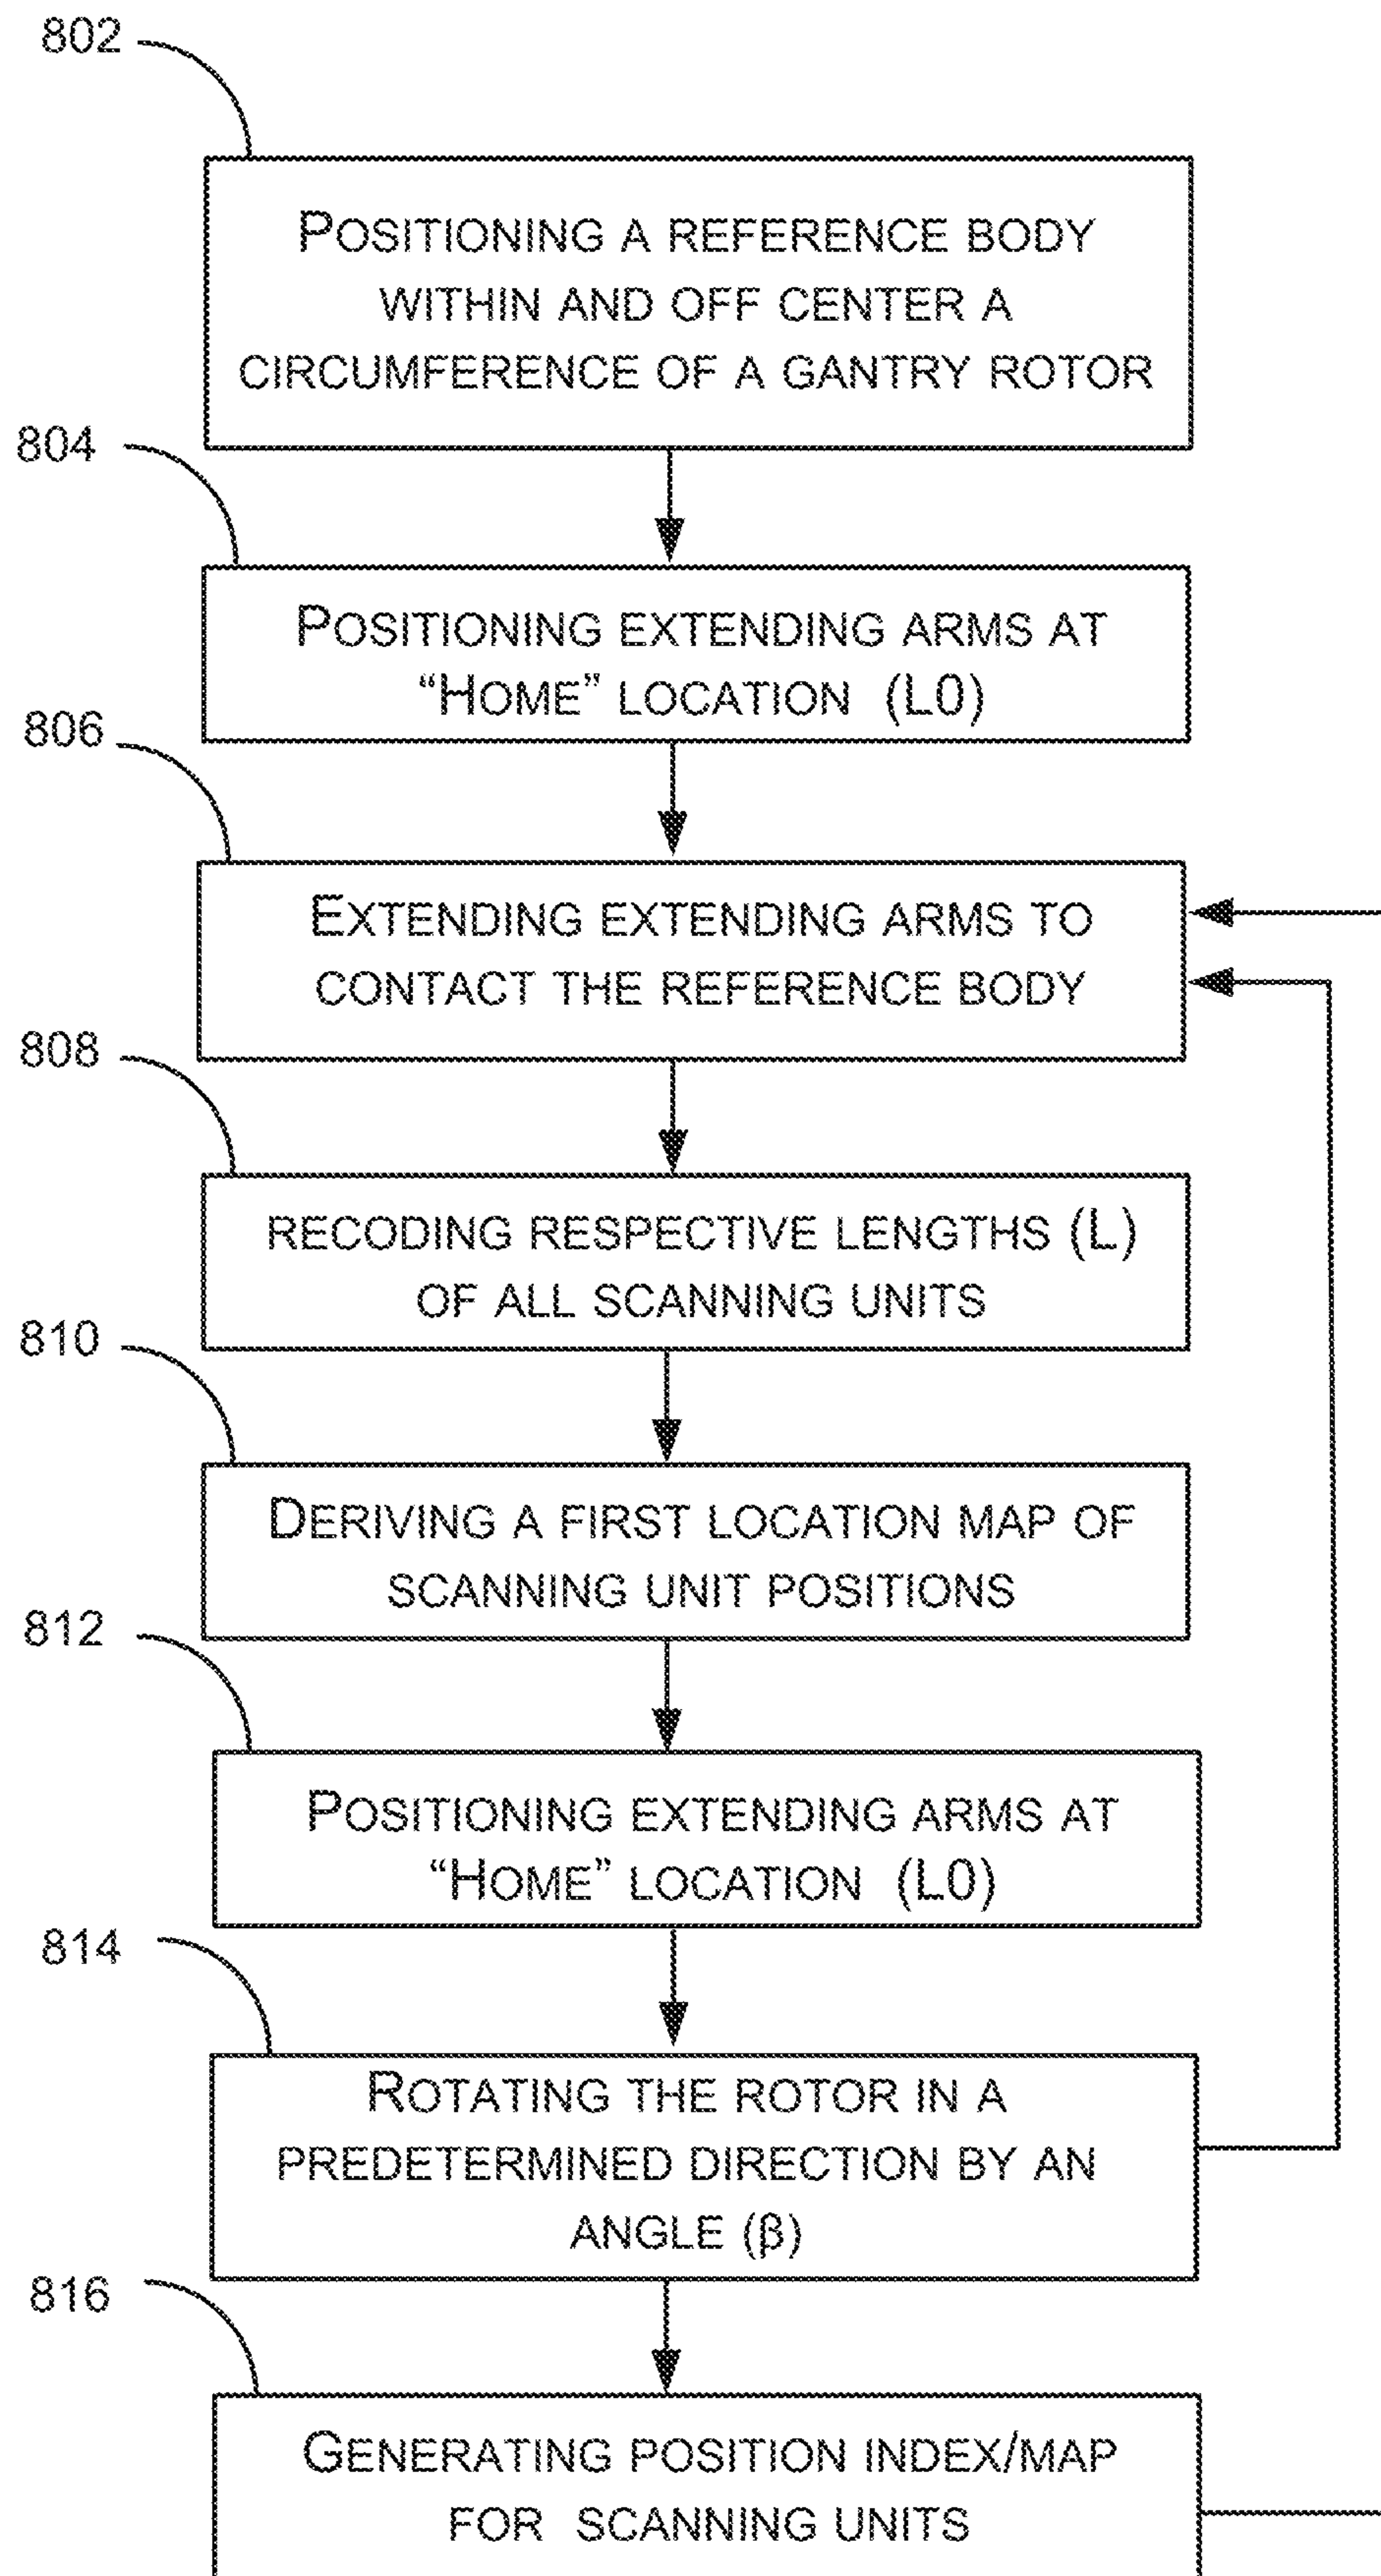 802
POSITIONING A REFERENCE BODY
WITHIN AND OFF CENTER A
CIRCUMFERENCE OF A GANTRY ROTOR
804
POSITIONING EXTENDING ARMS AT
“HOME” LOCATION (L0)
806
EXTENDING EXTENDING ARMS TO
CONTACT THE REFERENCE BODY
808
RECODING RESPECTIVE LENGTHS (L)
OF ALL SCANNING UNITS
810
DERIVING A FIRST LOCATION MAP OF
SCANNING UNIT POSITIONS
812
POSITIONING EXTENDING ARMS AT
“HOME” LOCATION (L0)
814
ROTATING THE ROTOR IN A
PREDETERMINED DIRECTION BY AN
ANGLE (β)
816
GENERATING POSITION INDEX/MAP
FOR SCANNING UNITS